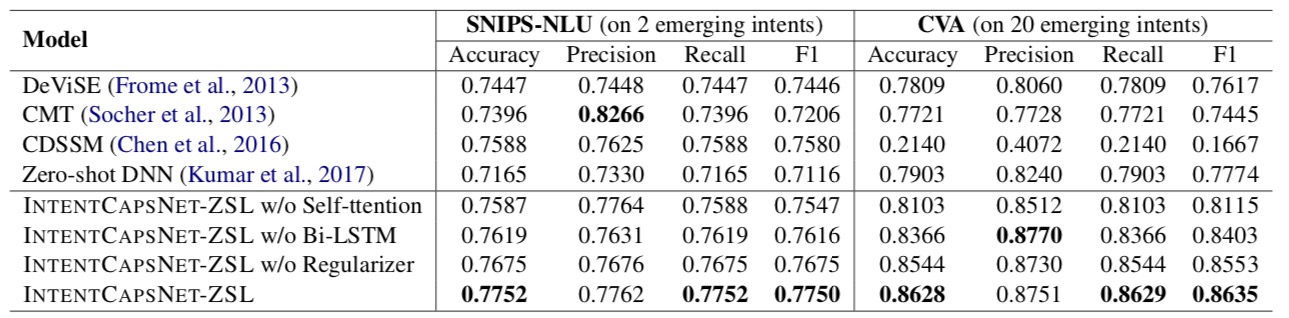 Model SNIPS-NLU (on 2 emerging intents) CVA (on 20 emerging intents)
Accuracy Precision Recall F1 Accuracy Precision Recall F1
DeViSE (Frome et al., 2013) 0.7447 0.7448 0.7447 0.7446 0.7809 0.8060 0.7809 0.7617
CMT (Socher et al., 2013) 0.7396 0.8266 0.7396 0.7206 0.7721 0.7728 0.7721 0.7445
CDSSM (Chen et al., 2016) 0.7588 0.7625 0.7588 0.7580 0.2140 0.4072 0.2140 0.1667
Zero-shot DNN (Kumar et al., 2017) 0.7165 0.7330 0.7165 0.7116 0.7903 0.8240 0.7903 0.7774
INTENTCAPSNET-ZSL w/o Self-ttention 0.7587 0.7764 0.7588 0.7547 0.8103 0.8512 0.8103 0.8115
INTENTCAPSNET-ZSL w/o Bi-LSTM 0.7619 0.7631 0.7619 0.7616 0.8366 0.8770 0.8366 0.8403
INTENTCAPSNET-ZSL w/o Regularizer 0.7675 0.7676 0.7675 0.7675 0.8544 0.8730 0.8544 0.8553
INTENTCAPSNET-ZSL 0.7752 0.7762 0.7752 0.7750 0.8628 0.8751 0.8629 0.8635